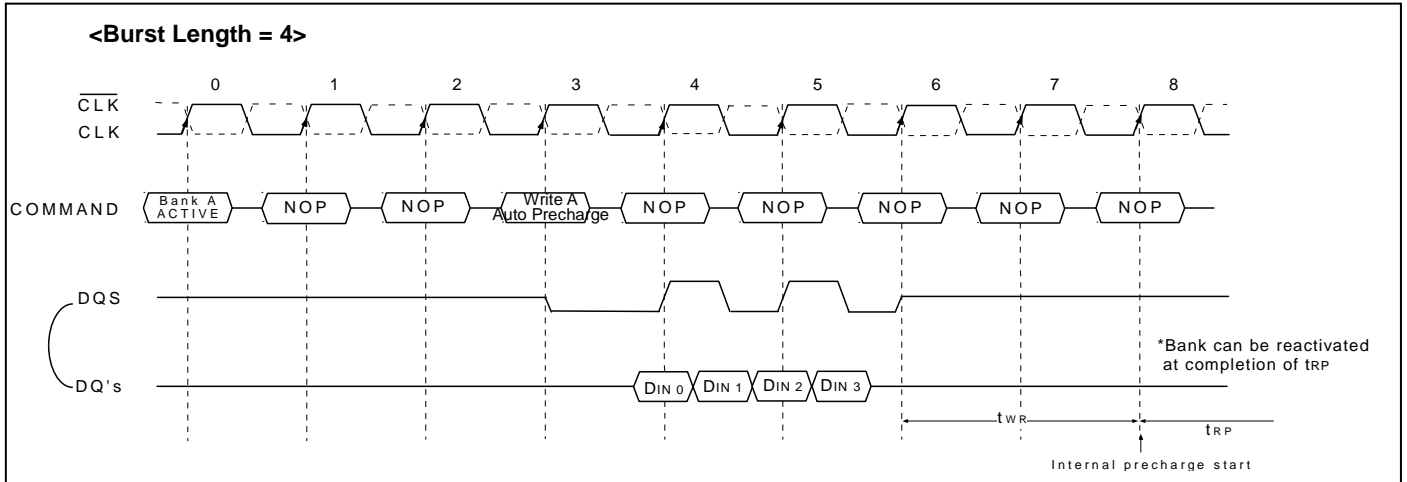 <Burst Length = 4>
0 1 2 3 4 5 6 7 8
CLK
CLK
COMMAND
Bank A
ACTIVE
NOP
NOP
Write A
Auto Precharge
NOP
NOP
NOP
NOP
NOP
DQS
*Bank can be reactivated
at completion of tRP
DQ's
DIN 0 DIN 1 DIN 2 DIN 3
tWR
tRP
Internal precharge start